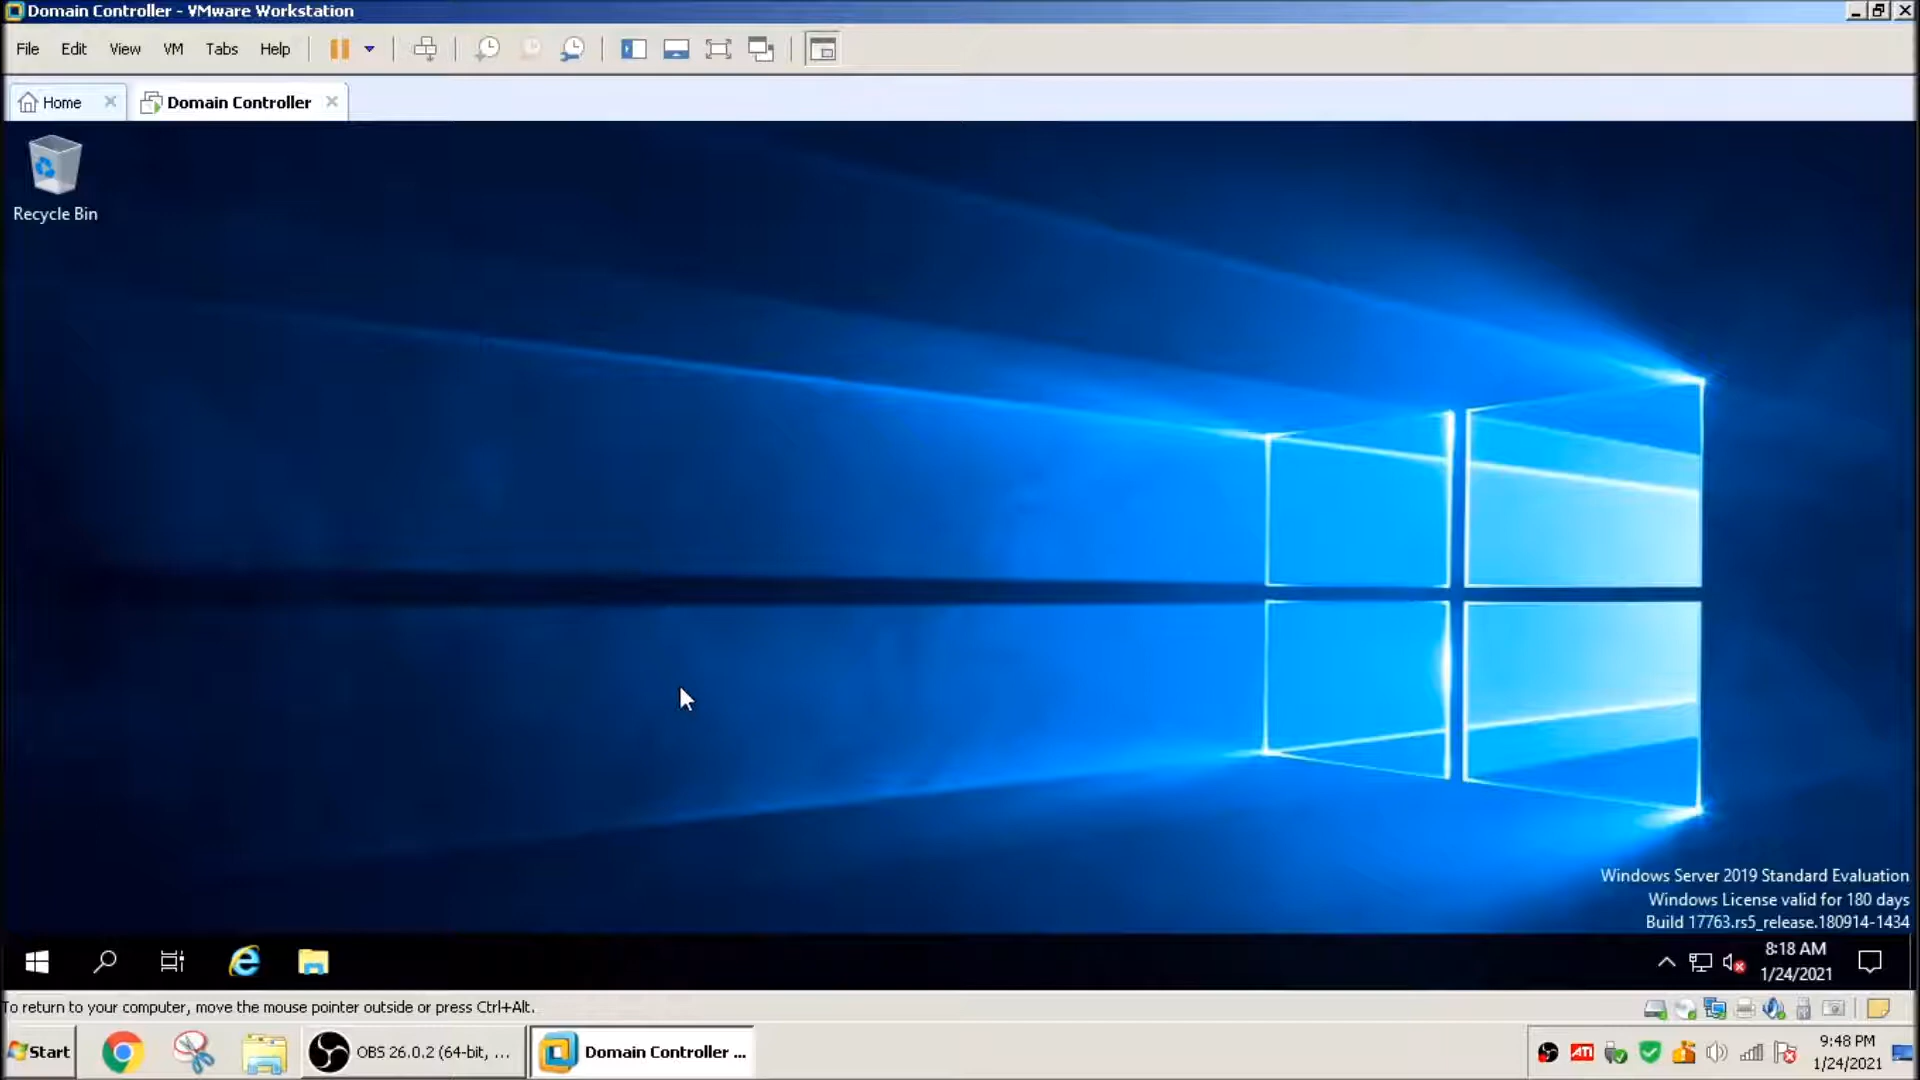 Domain Controller - VMware Workstation
File Edit View VM Tabs Help
Home
Domain Controller
Recycle Bin
Windows Server 2019 Standard Evaluation
Windows License valid for 180 days
Build 17763.rs5_release.180914-1434
8:18 AM
1/24/2021
To return to your computer, move the mouse pointer outside or press Ctrl+Alt.
Start
OBS 26.0.2 (64-bit, ...
Domain Controller ...
ATI
9:48 PM
1/24/2021